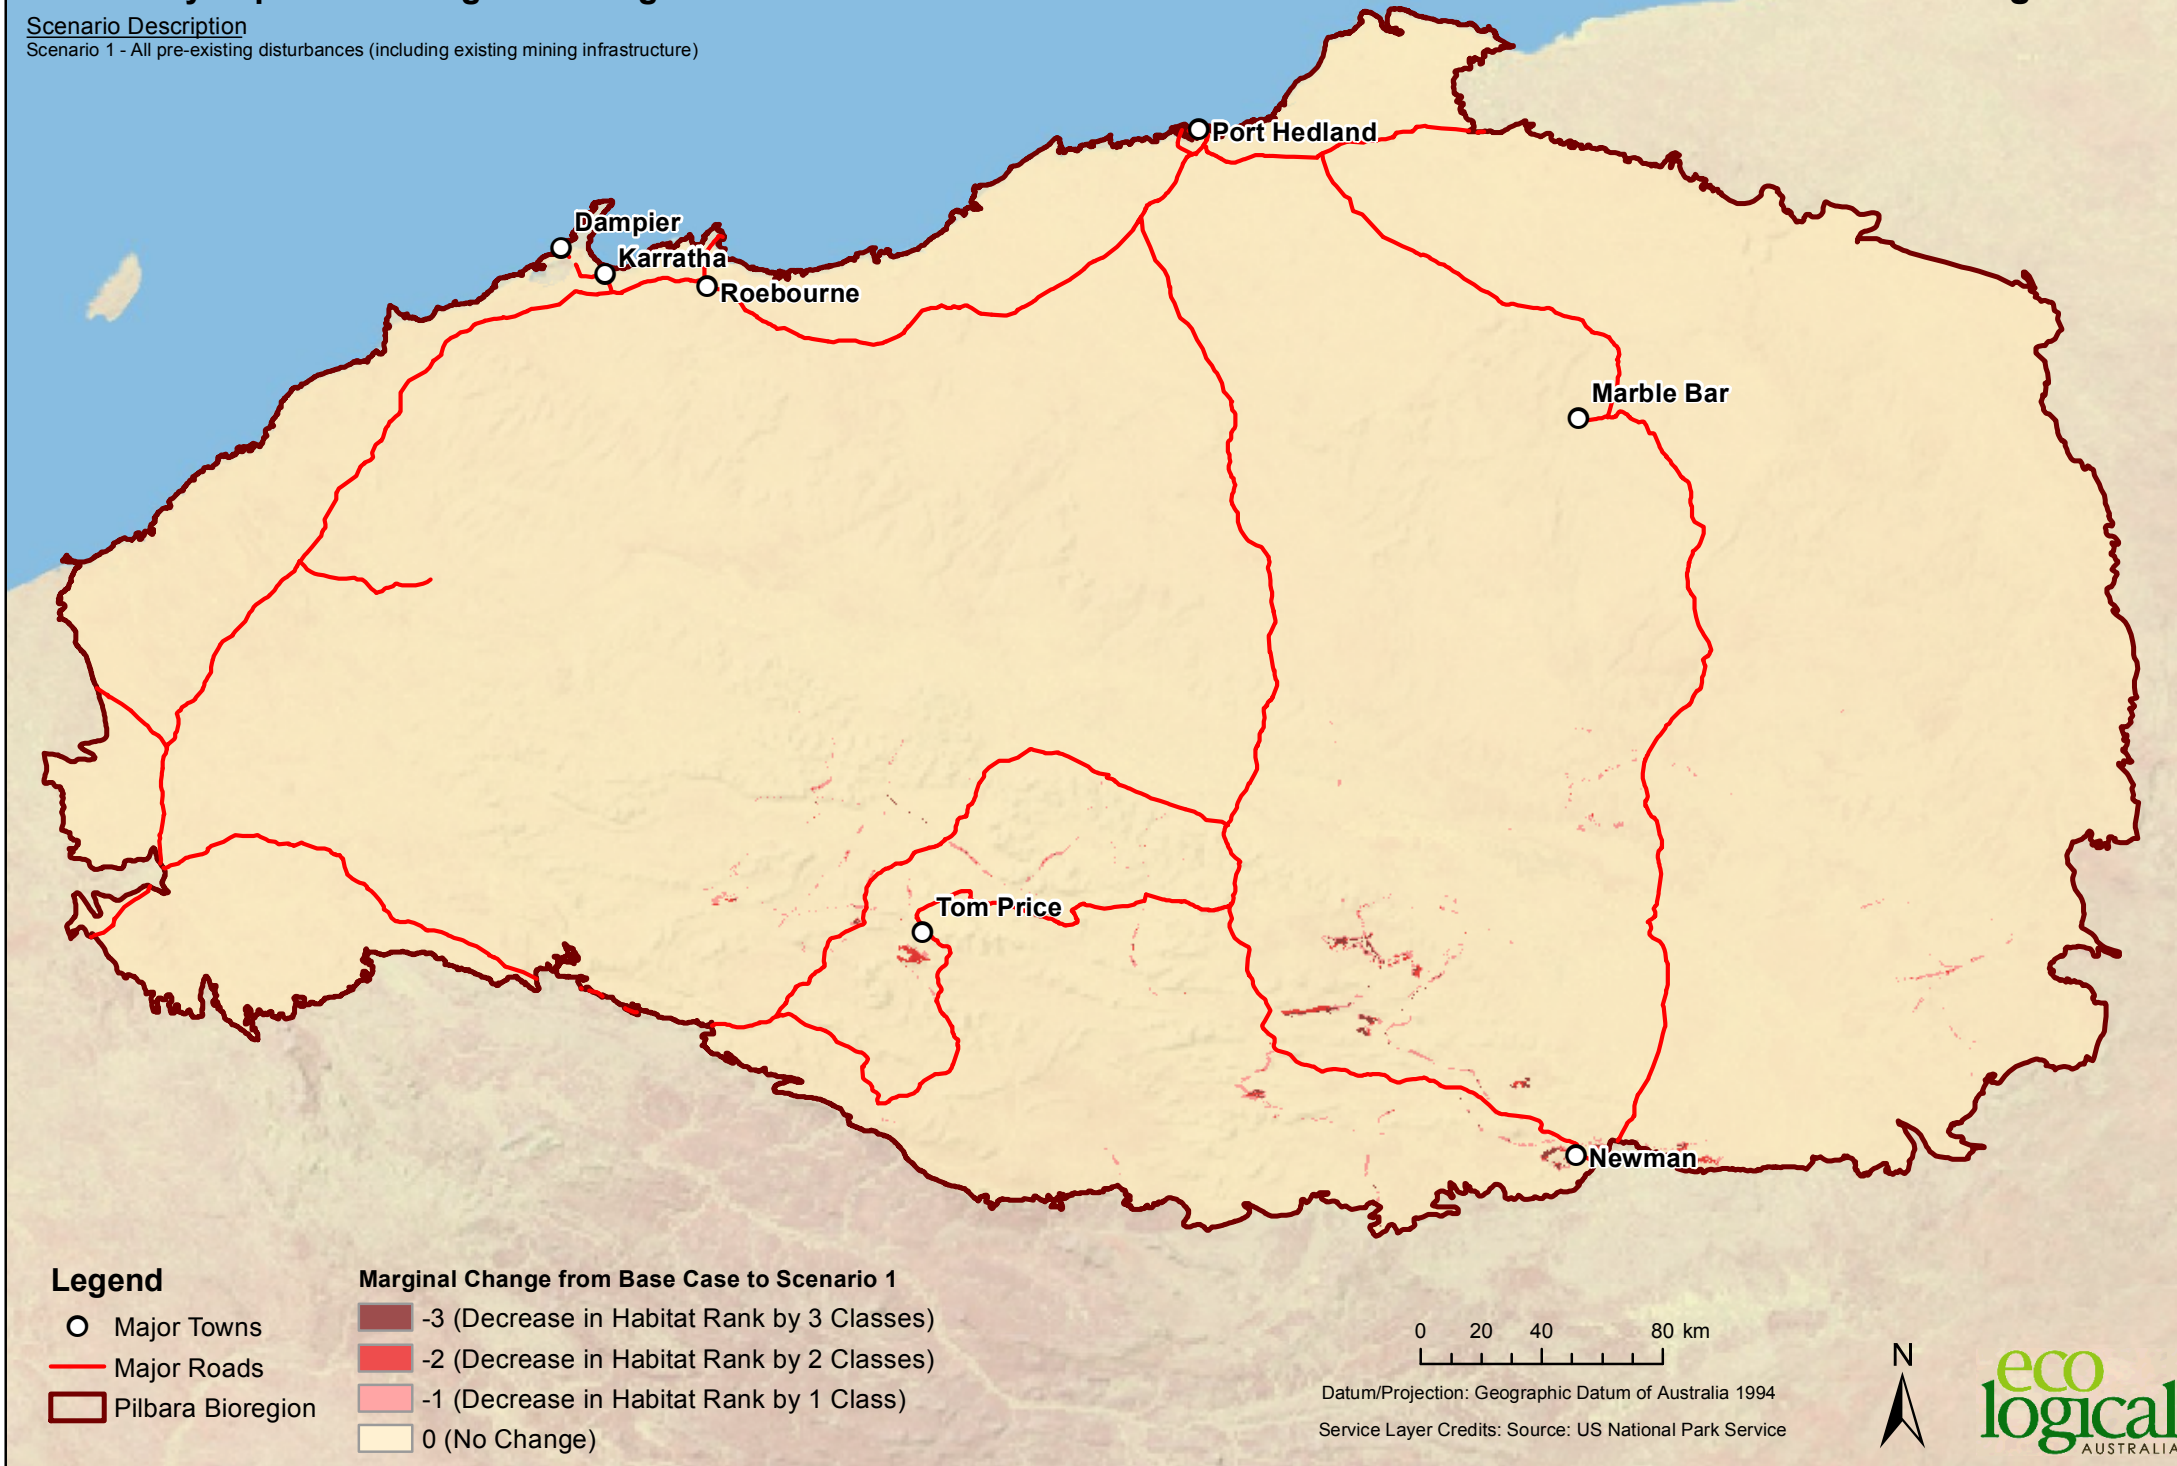 Scenario Description
Scenario 1 - All pre-existing disturbances (including existing mining infrastructure)
Port Hedland
Dampier
Karratha
Roebourne
Marble Bar
Tom Price
Newman
Legend
Major Towns
Major Roads
Pilbara Bioregion
Marginal Change from Base Case to Scenario 1
-3 (Decrease in Habitat Rank by 3 Classes)
-2 (Decrease in Habitat Rank by 2 Classes)
-1 (Decrease in Habitat Rank by 1 Class)
0 (No Change)
0 20 40 80 km
Datum/Projection: Geographic Datum of Australia 1994
Service Layer Credits: Source: US National Park Service
N
eco
logical
AUSTRALIA